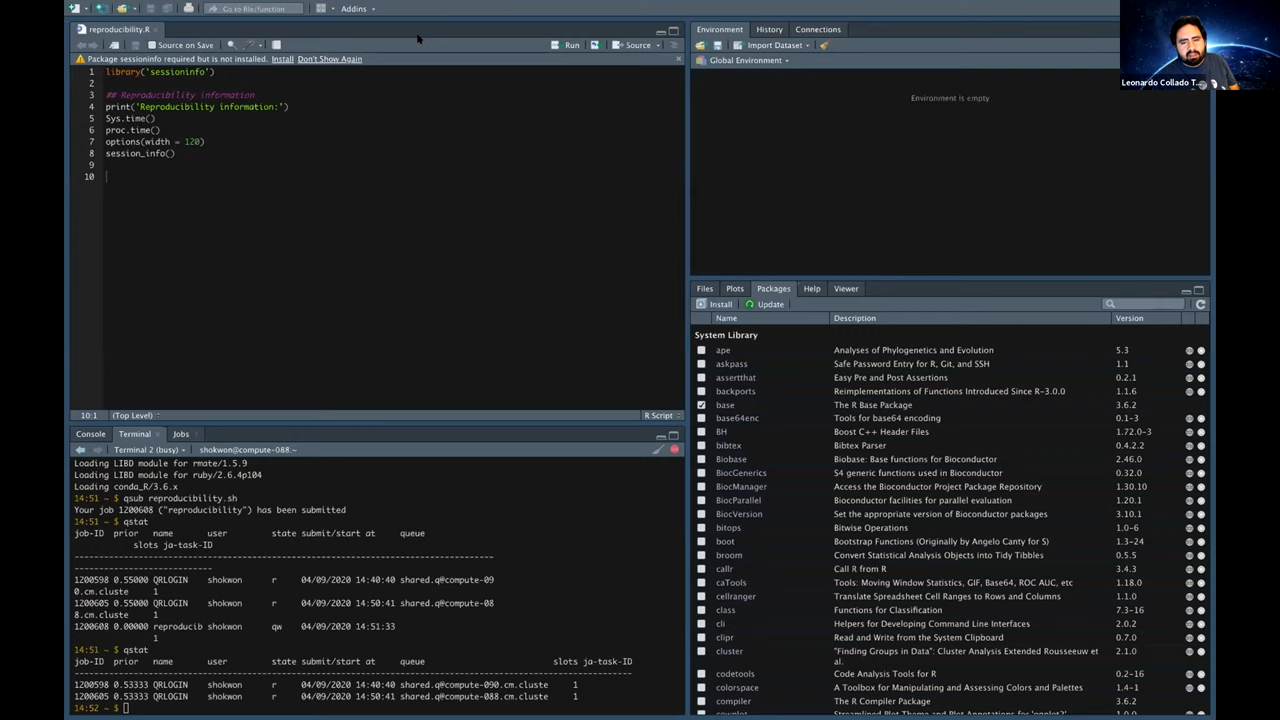 Go to file/function
Addins
reproducibility.R
Source on Save
Run
Source
Package sessioninfo required but is not installed. Install Don't Show Again
1 library('sessioninfo')
2
3 ## Reproducibility information
4 print('Reproducibility information:')
5 Sys.time()
6 proc.time()
7 options(width = 120)
8 session_info()
9
10
10:1 (Top Level)
R Script
Console Terminal Jobs
Terminal 2 (busy) shokwon@compute-088:~
Loading LIBD module for rmate/1.5.9
Loading LIBD module for ruby/2.6.4p104
Loading conda_R/3.6.x
14:51 ~ $ qsub reproducibility.sh
Your job 1200608 ("reproducibility") has been submitted
14:51 ~ $ qstat
job-ID prior name user state submit/start at queue
slots ja-task-ID
------------------------------------------------------------------------------------------
------------------------------
1200598 0.55000 QRLOGIN shokwon r 04/09/2020 14:40:40 shared.q@compute-09
0.cm.cluste 1
1200605 0.55000 QRLOGIN shokwon r 04/09/2020 14:50:41 shared.q@compute-08
8.cm.cluste 1
1200608 0.00000 reproducib shokwon qw 04/09/2020 14:51:33
1
14:51 ~ $ qstat
job-ID prior name user state submit/start at queue slots ja-task-ID
------------------------------------------------------------------------------------------------------------------------
1200598 0.53333 QRLOGIN shokwon r 04/09/2020 14:40:40 shared.q@compute-090.cm.cluste 1
1200605 0.53333 QRLOGIN shokwon r 04/09/2020 14:50:41 shared.q@compute-088.cm.cluste 1
14:52 ~ $
Environment History Connections
Import Dataset
Global Environment
Environment is empty
Leonardo Collado T...
Files Plots Packages Help Viewer
Install Update
Name Description Version
System Library
ape Analyses of Phylogenetics and Evolution 5.3
askpass Safe Password Entry for R, Git, and SSH 1.1
assertthat Easy Pre and Post Assertions 0.2.1
backports Reimplementations of Functions Introduced Since R-3.0.0 1.1.6
base The R Base Package 3.6.2
base64enc Tools for base64 encoding 0.1-3
BH Boost C++ Header Files 1.72.0-3
bibtex Bibtex Parser 0.4.2.2
Biobase Biobase: Base functions for Bioconductor 2.46.0
BiocGenerics S4 generic functions used in Bioconductor 0.32.0
BiocManager Access the Bioconductor Project Package Repository 1.30.10
BiocParallel Bioconductor facilities for parallel evaluation 1.20.1
BiocVersion Set the appropriate version of Bioconductor packages 3.10.1
bitops Bitwise Operations 1.0-6
boot Bootstrap Functions (Originally by Angelo Canty for S) 1.3-24
broom Convert Statistical Analysis Objects into Tidy Tibbles 0.5.5
callr Call R from R 3.4.3
caTools Tools: Moving Window Statistics, GIF, Base64, ROC AUC, etc 1.18.0
cellranger Translate Spreadsheet Cell Ranges to Rows and Columns 1.1.0
class Functions for Classification 7.3-16
cli Helpers for Developing Command Line Interfaces 2.0.2
clipr Read and Write from the System Clipboard 0.7.0
cluster "Finding Groups in Data": Cluster Analysis Extended Rousseeuw et 2.1.0
al.
codetools Code Analysis Tools for R 0.2-16
colorspace A Toolbox for Manipulating and Assessing Colors and Palettes 1.4-1
compiler The R Compiler Package 3.6.2